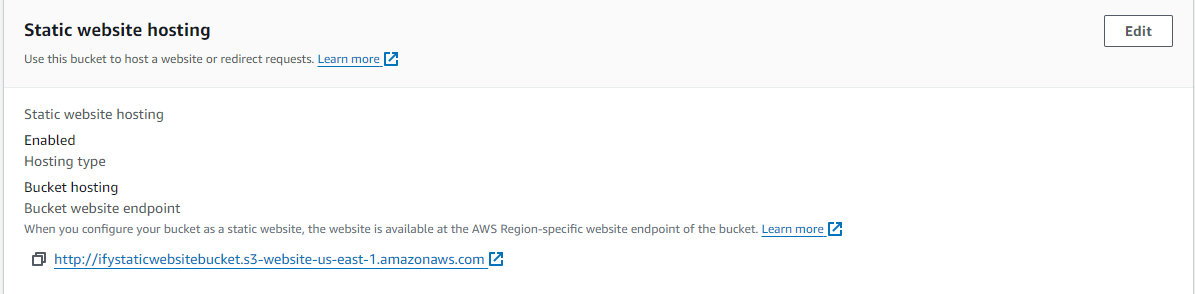 Static website hosting
Edit
Use this bucket to host a website or redirect requests. Learn more
Static website hosting
Enabled
Hosting type
Bucket hosting
Bucket website endpoint
When you configure your bucket as a static website, the website is available at the AWS Region-specific website endpoint of the bucket. Learn more
http://ifystaticwebsitebucket.s3-website-us-east-1.amazonaws.com